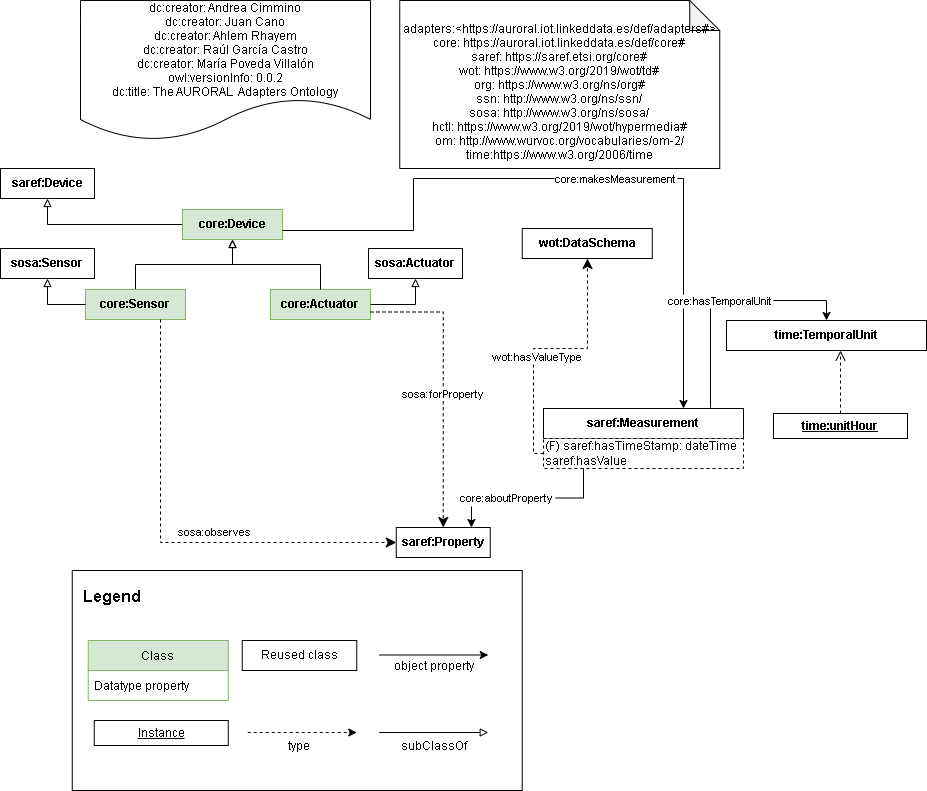 dc:creator: Andrea Cimmino
dc:creator: Juan Cano
dc:creator: Ahlem Rhayem
dc:creator: Raúl García Castro
dc:creator: María Poveda Villalón
owl:versionInfo: 0.0.2
dc:title: The AURORAL Adapters Ontology
adapters:<https://auroral.iot.linkeddata.es/def/adapters#>
core: https://auroral.iot.linkeddata.es/def/core#
saref: https://saref.etsi.org/core#
wot: https://www.w3.org/2019/wot/td#
org: https://www.w3.org/ns/org#
ssn: http://www.w3.org/ns/ssn/
sosa: http://www.w3.org/ns/sosa/
hctl: https://www.w3.org/2019/wot/hypermedia#
om: http://www.wurvoc.org/vocabularies/om-2/
time:https://www.w3.org/2006/time
saref:Device
core:makesMeasurement
core:Device
wot:DataSchema
sosa:Sensor
sosa:Actuator
core:Sensor
core:Actuator
core:hasTemporalUnit
time:TemporalUnit
wot:hasValueType
sosa:forProperty
saref:Measurement
time:unitHour
(F) saref:hasTimeStamp: dateTime
saref:hasValue
core:aboutProperty
sosa:observes
saref:Property
Legend
Class
Reused class
object property
Datatype property
Instance
type
subClassOf